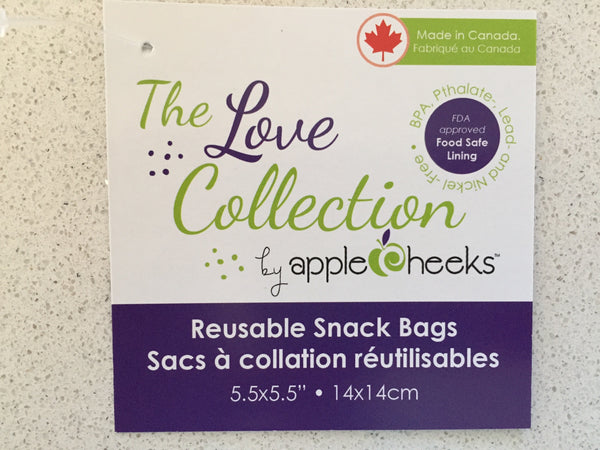 Made in Canada.
Fabriqué au Canada
The Love
Collection
by applecheeks™
BPA, Pthalate-, Lead- and Nickel-Free •
FDA
approved
Food Safe
Lining
Reusable Snack Bags
Sacs à collation réutilisables
5.5x5.5” • 14x14cm